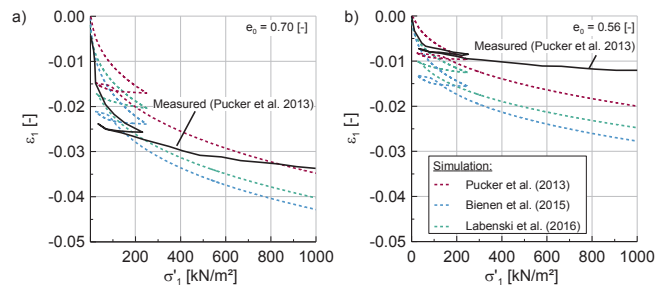 a)
e₀ = 0.70 [-]
0.00
-0.01
-0.02
-0.03
-0.04
-0.05
ε₁ [-]
Measured (Pucker et al. 2013)
0 200 400 600 800 1000
σ'₁ [kN/m²]
b)
e₀ = 0.56 [-]
0.00
-0.01
-0.02
-0.03
-0.04
-0.05
ε₁ [-]
Measured (Pucker et al. 2013)
Simulation:
Pucker et al. (2013)
Bienen et al. (2015)
Labenski et al. (2016)
0 200 400 600 800 1000
σ'₁ [kN/m²]